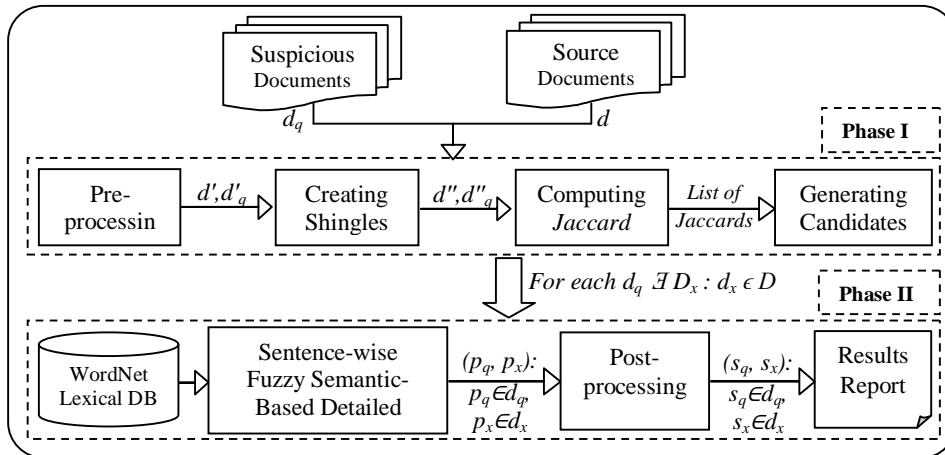 Suspicious
Documents
Source
Documents
d_q
d
Phase I
Pre-
processin
d',d'_q
Creating
Shingles
d'',d''_q
Computing
Jaccard
List of
Jaccards
Generating
Candidates
For each d_q ∃ D_x : d_x ϵ D
Phase II
WordNet
Lexical DB
Sentence-wise
Fuzzy Semantic-
Based Detailed
(p_q, p_x):
p_q∈d_q,
p_x∈d_x
Post-
processing
(s_q, s_x):
s_q∈d_q,
s_x∈d_x
Results
Report